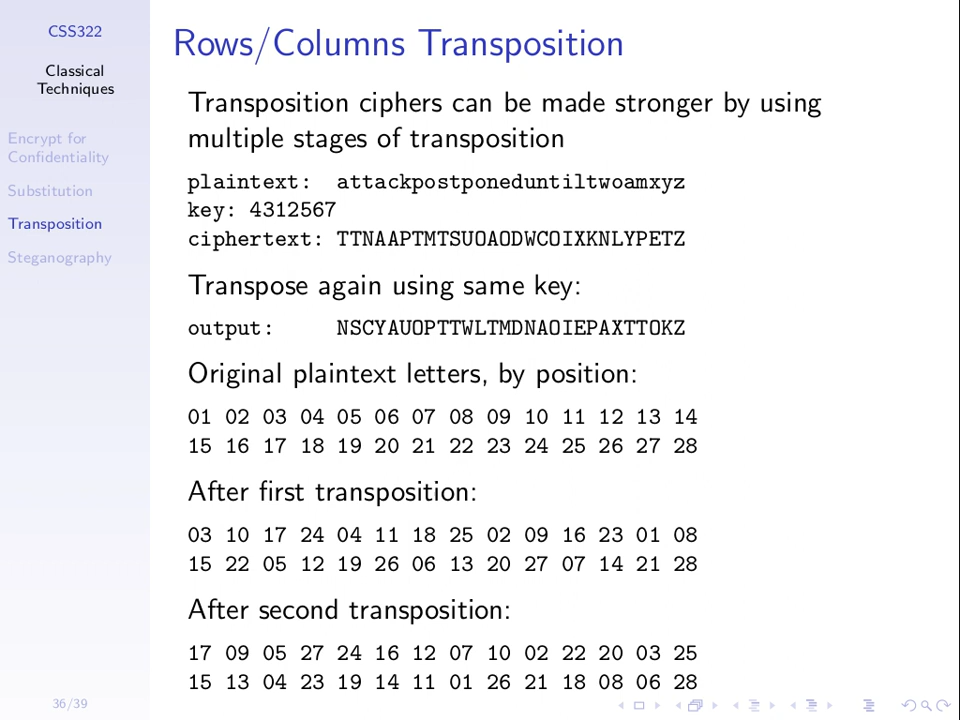 CSS322
Classical
Techniques
Encrypt for
Confidentiality
Substitution
Transposition
Steganography
36/39
Rows/Columns Transposition
Transposition ciphers can be made stronger by using
multiple stages of transposition
plaintext: attackpostponeduntiltwoamxyz
key: 4312567
ciphertext: TTNAAPTMTSUOAODWCOIXKNLYPETZ
Transpose again using same key:
output: NSCYAUOPTTWLTMDNAOIEPAXTTOKZ
Original plaintext letters, by position:
01 02 03 04 05 06 07 08 09 10 11 12 13 14
15 16 17 18 19 20 21 22 23 24 25 26 27 28
After first transposition:
03 10 17 24 04 11 18 25 02 09 16 23 01 08
15 22 05 12 19 26 06 13 20 27 07 14 21 28
After second transposition:
17 09 05 27 24 16 12 07 10 02 22 20 03 25
15 13 04 23 19 14 11 01 26 21 18 08 06 28